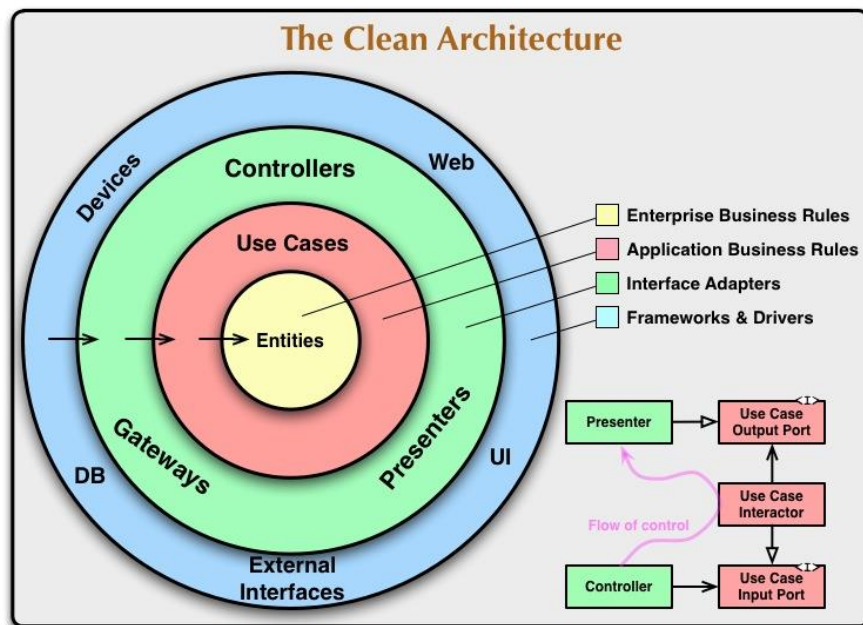 The Clean Architecture
Devices
Web
Controllers
Use Cases
Entities
Gateways
Presenters
DB
UI
External
Interfaces
Enterprise Business Rules
Application Business Rules
Interface Adapters
Frameworks & Drivers
Presenter
<I>
Use Case
Output Port
Use Case
Interactor
Flow of control
Controller
<I>
Use Case
Input Port